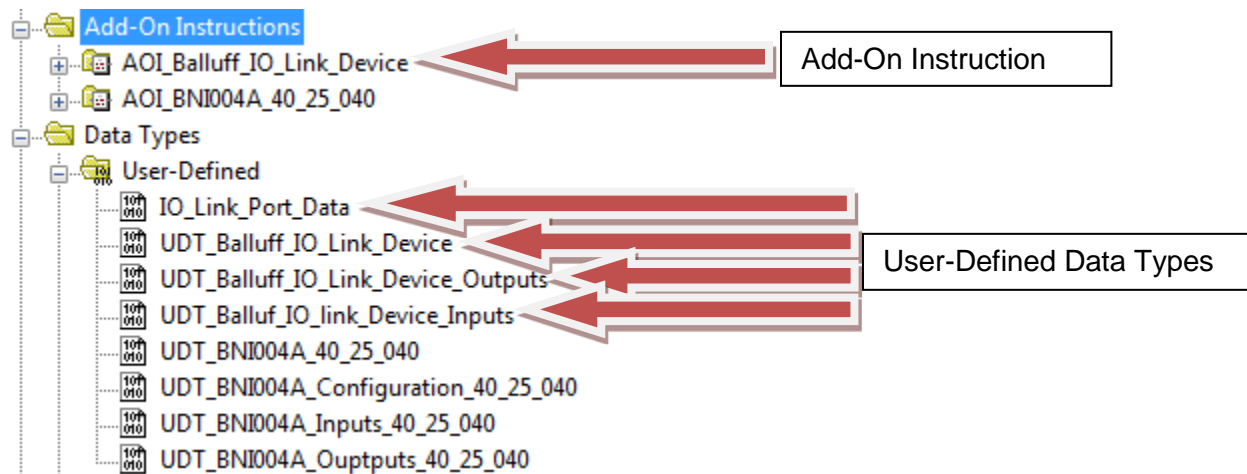 Add-On Instructions
AOI_Balluff_IO_Link_Device
Add-On Instruction
AOI_BNI004A_40_25_040
Data Types
User-Defined
IO_Link_Port_Data
UDT_Balluff_IO_Link_Device
User-Defined Data Types
UDT_Balluff_IO_Link_Device_Outputs
UDT_Balluf_IO_link_Device_Inputs
UDT_BNI004A_40_25_040
UDT_BNI004A_Configuration_40_25_040
UDT_BNI004A_Inputs_40_25_040
UDT_BNI004A_Ouptputs_40_25_040